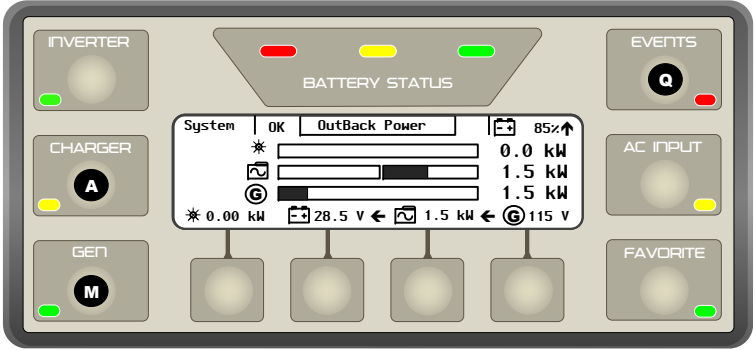 INVERTER
BATTERY STATUS
EVENTS
Q
CHARGER
A
AC INPUT
GEN
M
FAVORITE
System OK OutBack Power 85%
0.0 kW
1.5 kW
G 1.5 kW
0.00 kW 28.5 V 1.5 kW G 115 V